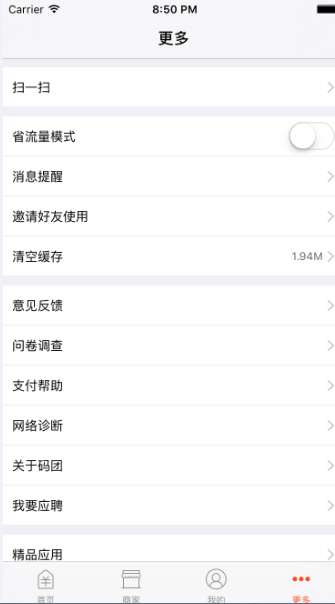 Carrier 8:50 PM
更多
扫一扫
省流量模式
消息提醒
邀请好友使用
清空缓存 1.94M
意见反馈
问卷调查
支付帮助
网络诊断
关于码团
我要应聘
精品应用
首页 商家 我的 更多